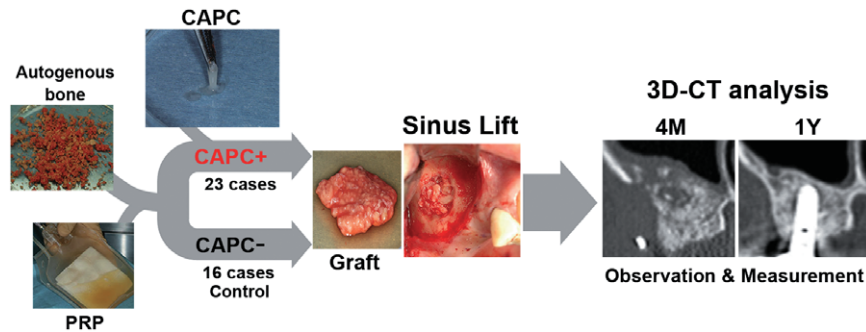 CAPC
Autogenous
bone
CAPC+
23 cases
CAPC−
16 cases
Control
PRP
Graft
Sinus Lift
3D-CT analysis
4M
1Y
Observation & Measurement